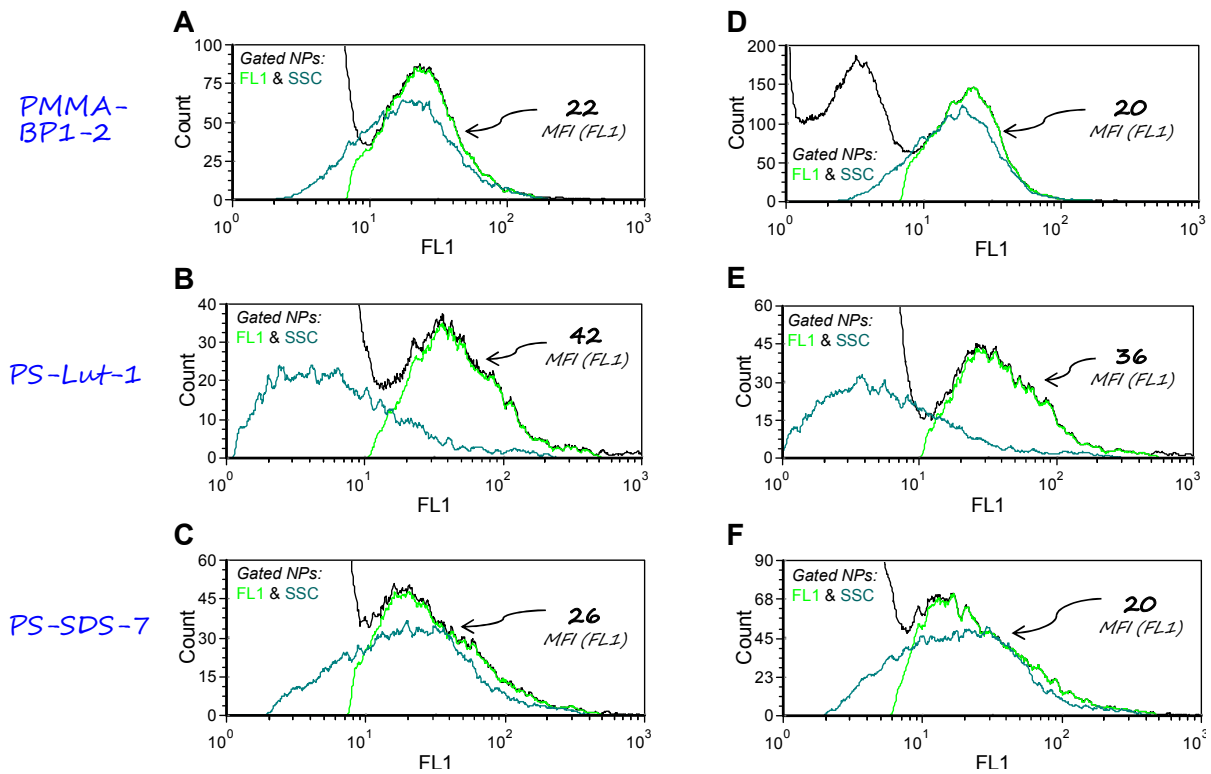 A
PMMA-
BP1-2
100
75
50
25
0
Count
Gated NPs:
FL1 & SSC
22
MFI (FL1)
10^0
10^1
10^2
10^3
FL1
D
200
150
100
50
0
Count
Gated NPs:
FL1 & SSC
20
MFI (FL1)
10^0
10^1
10^2
10^3
FL1
B
PS-Lut-1
40
30
20
10
0
Count
Gated NPs:
FL1 & SSC
42
MFI (FL1)
10^0
10^1
10^2
10^3
FL1
E
60
45
30
15
0
Count
Gated NPs:
FL1 & SSC
36
MFI (FL1)
10^0
10^1
10^2
10^3
FL1
C
PS-SDS-7
60
45
30
15
0
Count
Gated NPs:
FL1 & SSC
26
MFI (FL1)
10^0
10^1
10^2
10^3
FL1
F
90
68
45
23
0
Count
Gated NPs:
FL1 & SSC
20
MFI (FL1)
10^0
10^1
10^2
10^3
FL1